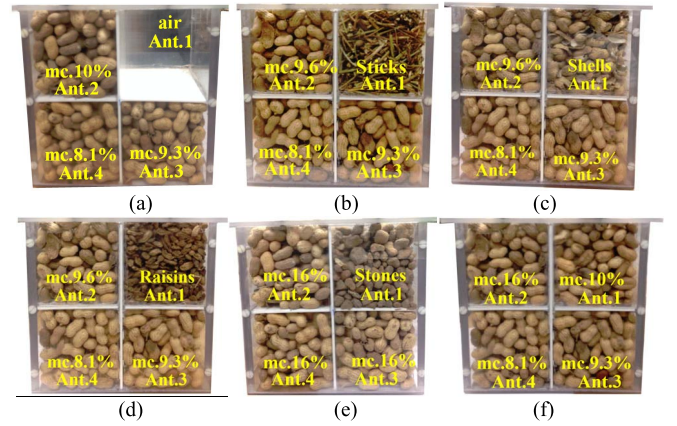 air
Ant.1
mc.10%
Ant.2
mc.8.1%
Ant.4
mc.9.3%
Ant.3
(a)
mc.9.6%
Ant.2
Sticks
Ant.1
mc.8.1%
Ant.4
mc.9.3%
Ant.3
(b)
mc.9.6%
Ant.2
Shells
Ant.1
mc.8.1%
Ant.4
mc.9.3%
Ant.3
(c)
mc.9.6%
Ant.2
Raisins
Ant.1
mc.8.1%
Ant.4
mc.9.3%
Ant.3
(d)
mc.16%
Ant.2
Stones
Ant.1
mc.16%
Ant.4
mc.16%
Ant.3
(e)
mc.16%
Ant.2
mc.10%
Ant.1
mc.8.1%
Ant.4
mc.9.3%
Ant.3
(f)